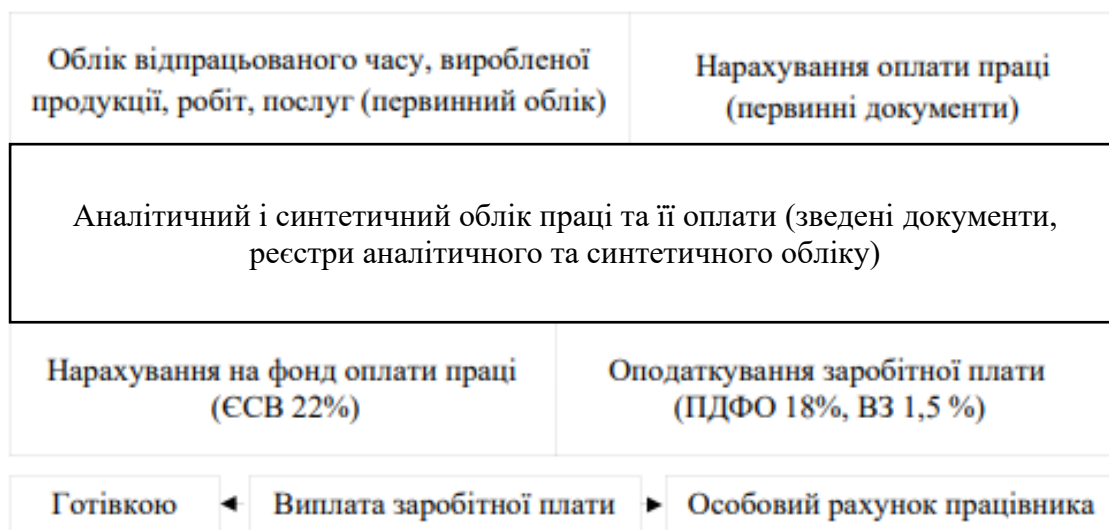 Облік відпрацьованого часу, виробленої
продукції, робіт, послуг (первинний облік)
Нарахування оплати праці
(первинні документи)
Аналітичний і синтетичний облік праці та її оплати (зведені документи,
реєстри аналітичного та синтетичного обліку)
Нарахування на фонд оплати праці
(ЄСВ 22%)
Оподаткування заробітної плати
(ПДФО 18%, ВЗ 1,5 %)
Готівкою
Виплата заробітної плати
Особовий рахунок працівника